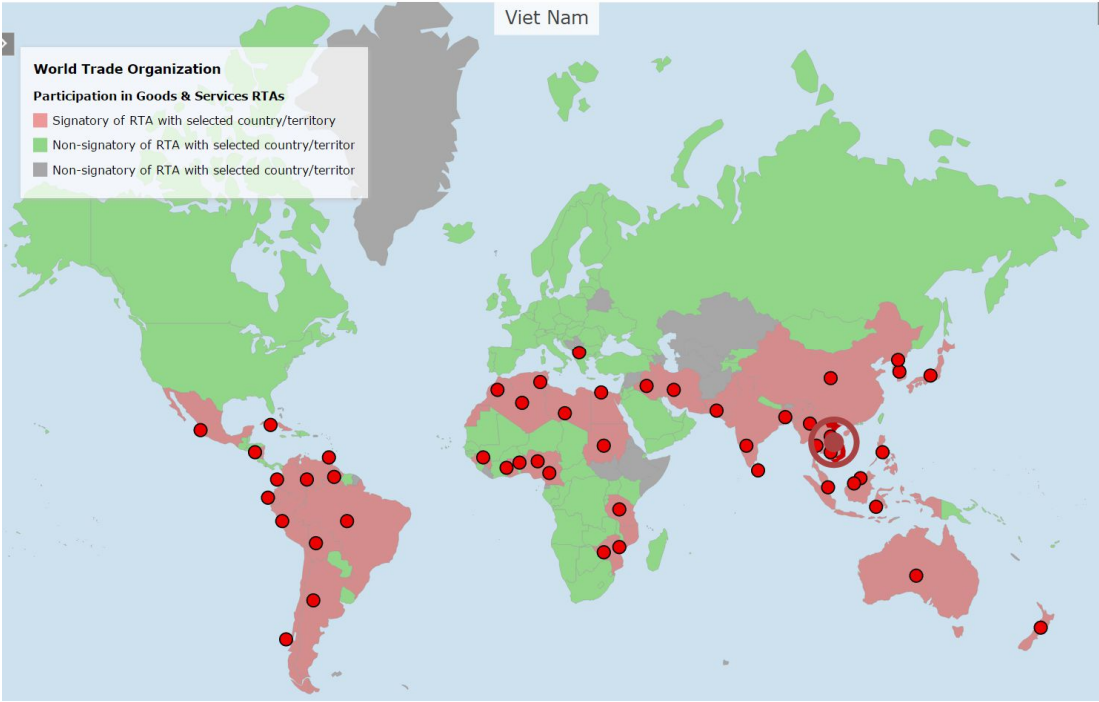 Viet Nam
World Trade Organization
Participation in Goods & Services RTAs
Signatory of RTA with selected country/territory
Non-signatory of RTA with selected country/territor
Non-signatory of RTA with selected country/territor